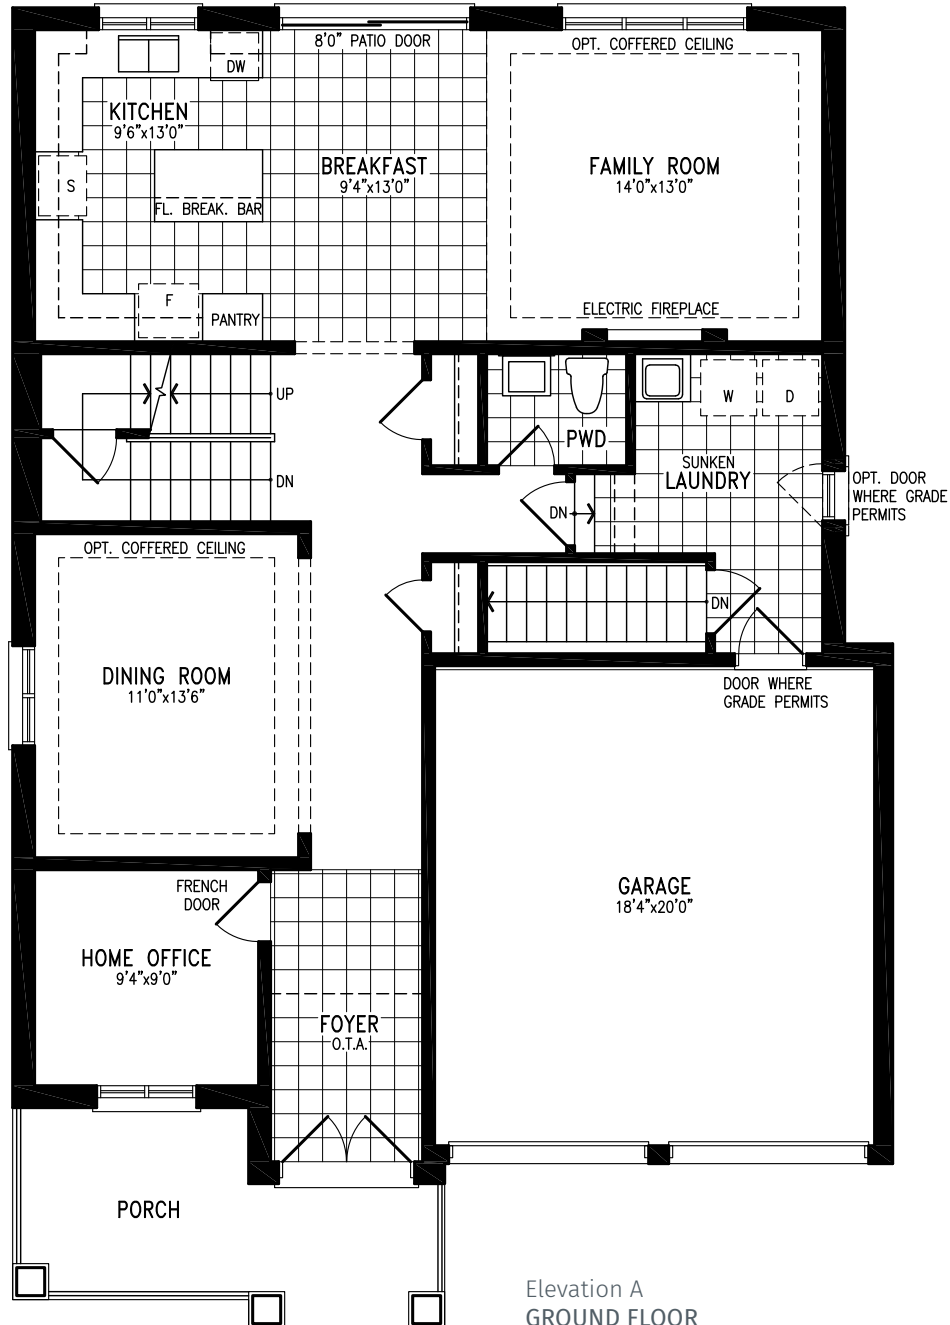 8'0" PATIO DOOR
OPT. COFFERED CEILING
DW
KITCHEN
9'6"x13'0"
BREAKFAST
9'4"x13'0"
FAMILY ROOM
14'0"x13'0"
S
FL. BREAK. BAR
F
PANTRY
ELECTRIC FIREPLACE
UP
DN
PWD
W
D
SUNKEN
LAUNDRY
DN
OPT. DOOR
WHERE GRADE
PERMITS
OPT. COFFERED CEILING
DN
DINING ROOM
11'0"x13'6"
DOOR WHERE
GRADE PERMITS
FRENCH
DOOR
GARAGE
18'4"x20'0"
HOME OFFICE
9'4"x9'0"
FOYER
O.T.A.
PORCH
Elevation A
GROUND FLOOR